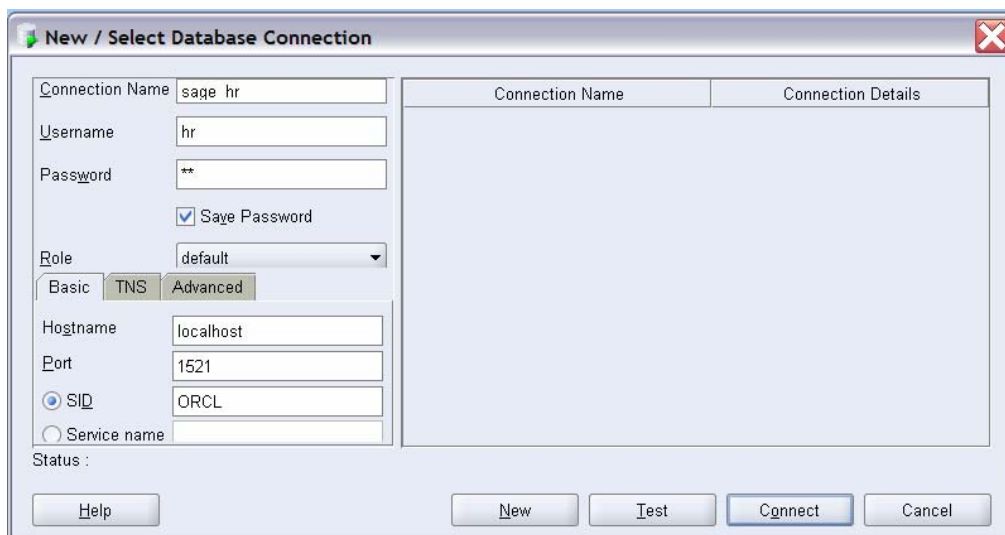 New / Select Database Connection
Connection Name sage_hr
Username hr
Password **
Save Password
Role default
Basic TNS Advanced
Hostname localhost
Port 1521
SID ORCL
Service name
Status :
Connection Name Connection Details
Help New Test Connect Cancel